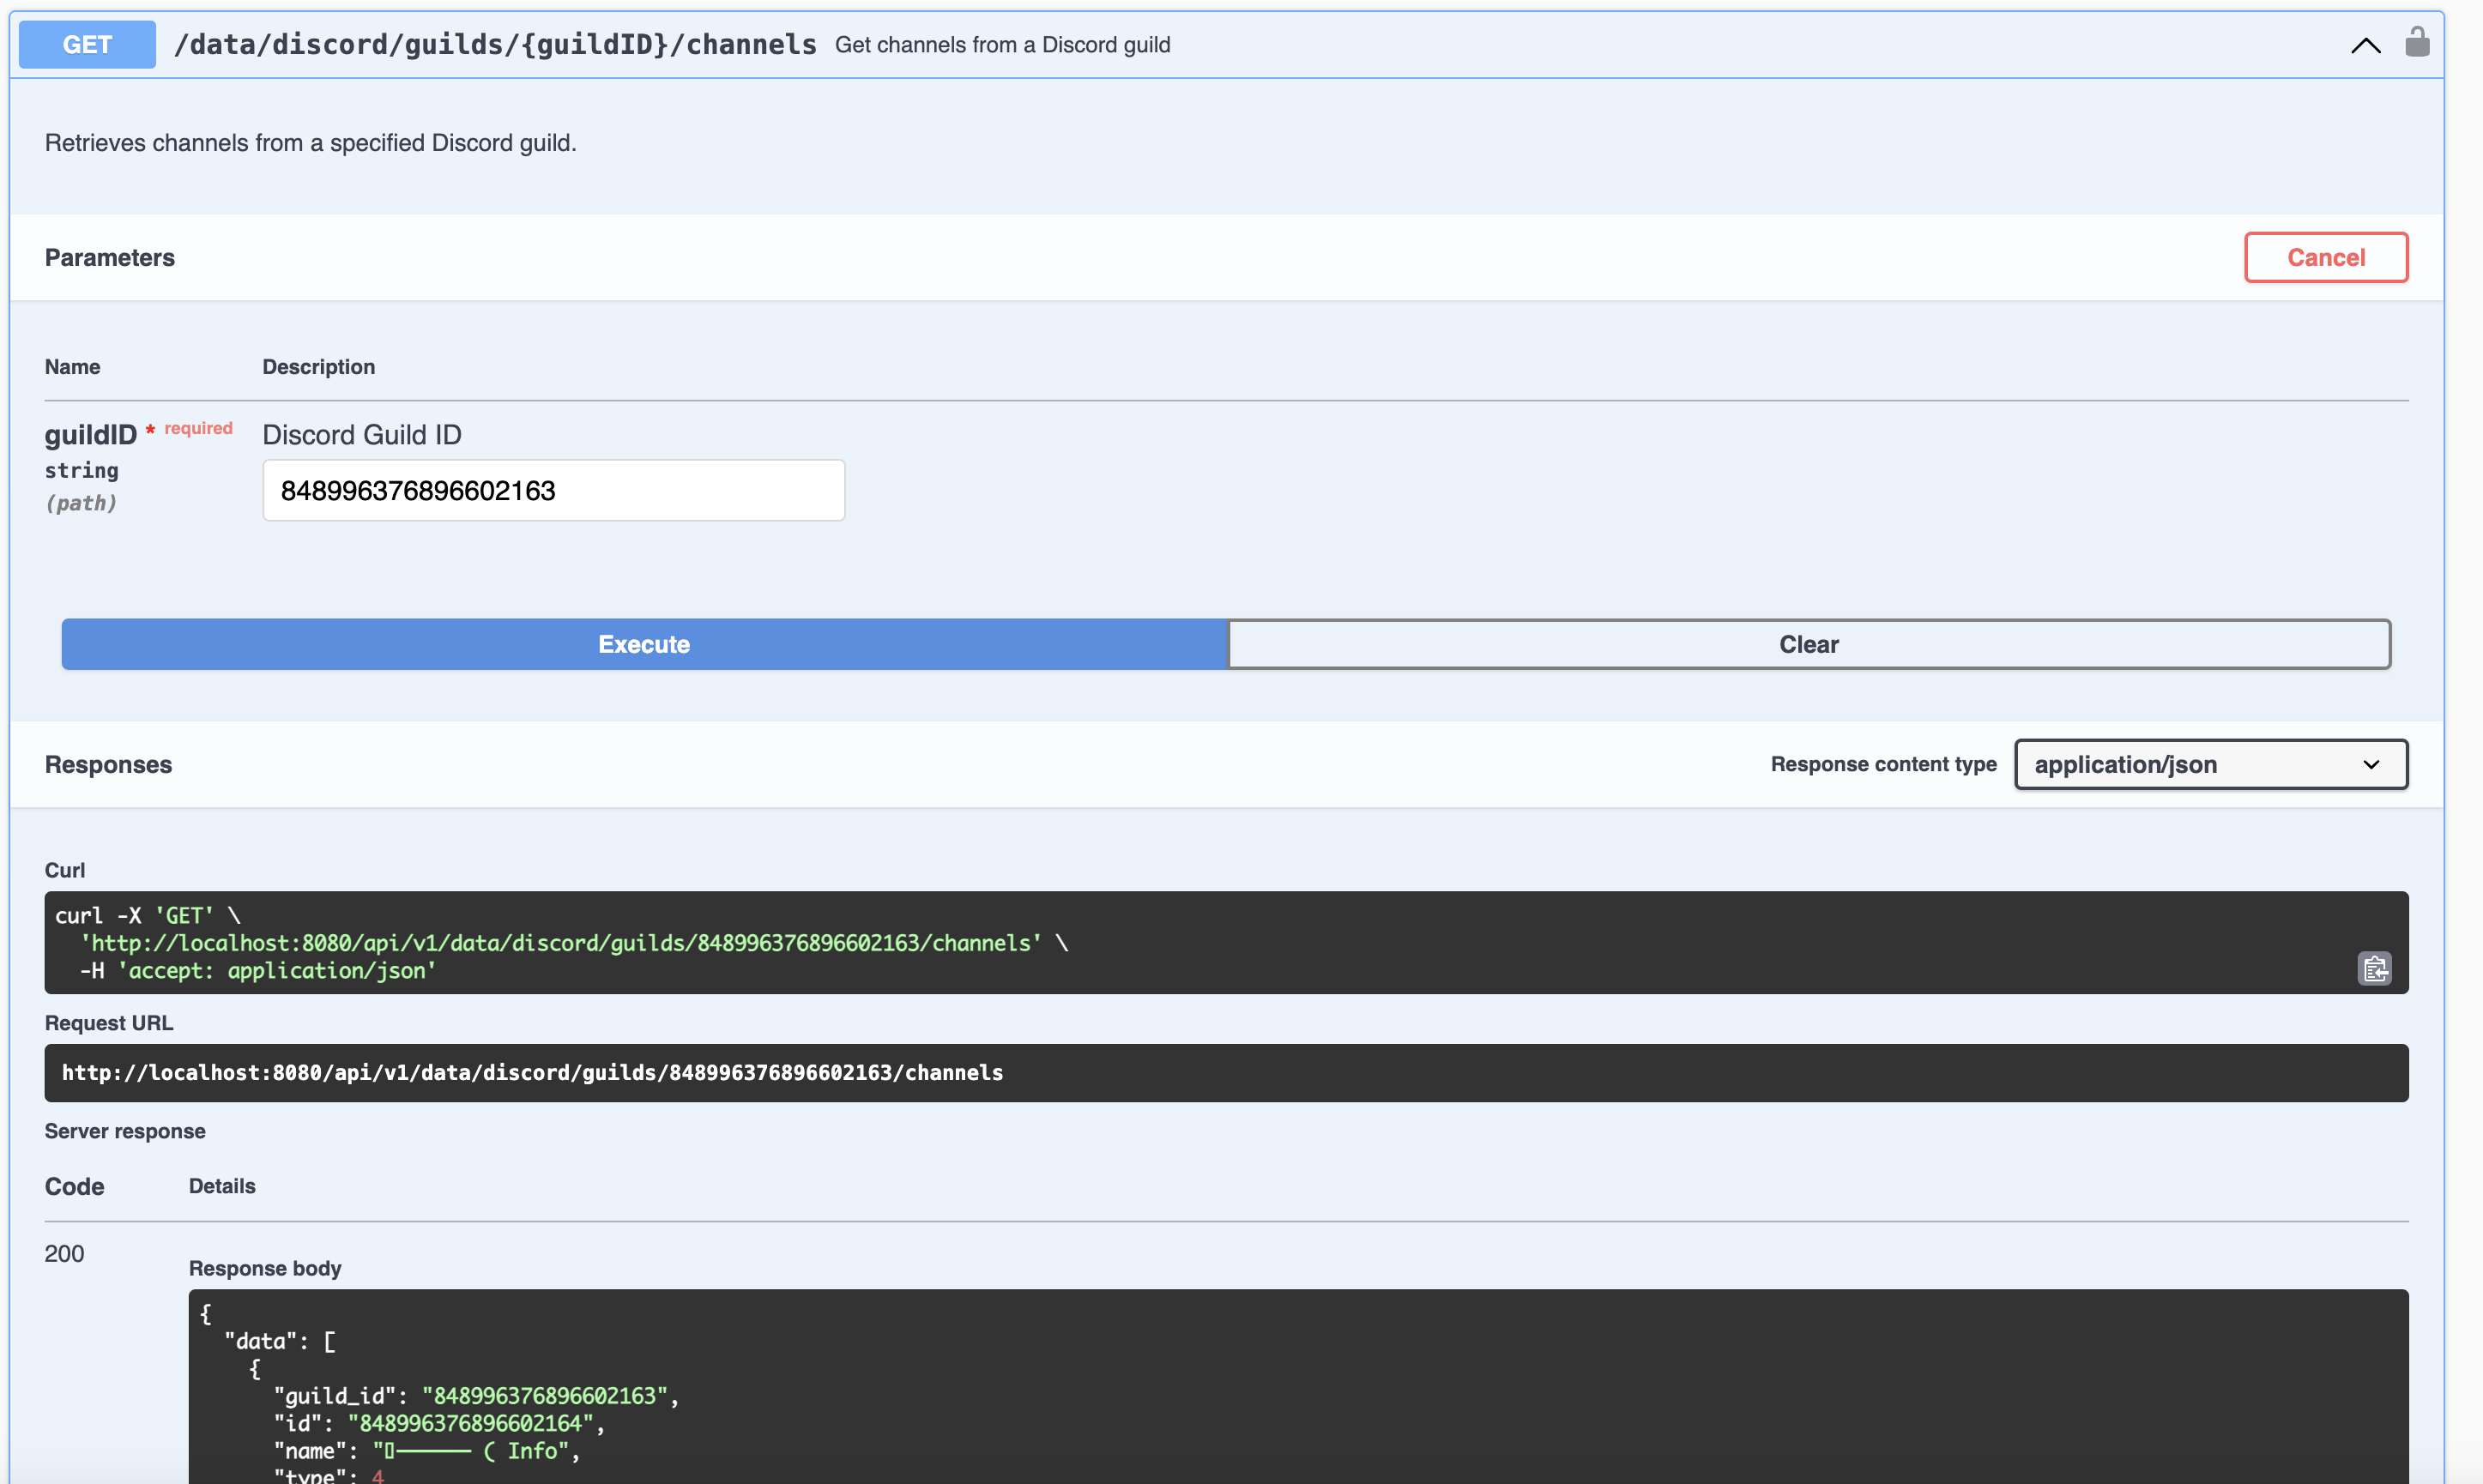 GET /data/discord/guilds/{guildID}/channels Get channels from a Discord guild
Retrieves channels from a specified Discord guild.
Parameters Cancel
Name Description
guildID * required Discord Guild ID
string
(path)
848996376896602163
Execute Clear
Responses Response content type application/json
Curl
curl -X 'GET' \
'http://localhost:8080/api/v1/data/discord/guilds/848996376896602163/channels' \
-H 'accept: application/json'
Request URL
http://localhost:8080/api/v1/data/discord/guilds/848996376896602163/channels
Server response
Code Details
200
Response body
{
"data": [
{
"guild_id": "848996376896602163",
"id": "848996376896602164",
"name": "▯────── ( Info",
"type": 4